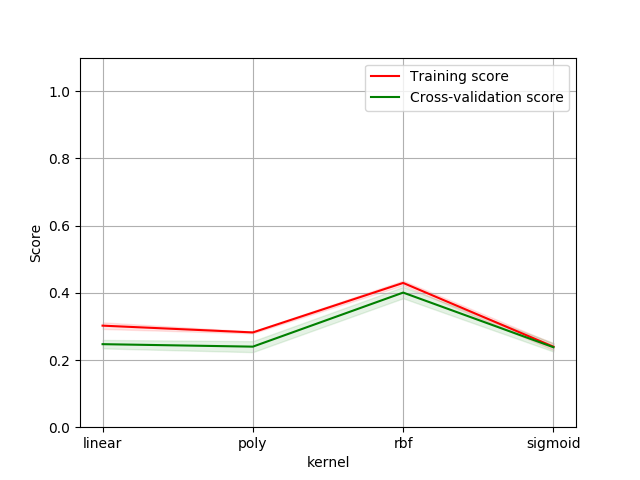 Training score
Cross-validation score
1.0
0.8
0.6
0.4
0.2
0.0
Score
linear poly rbf sigmoid
kernel